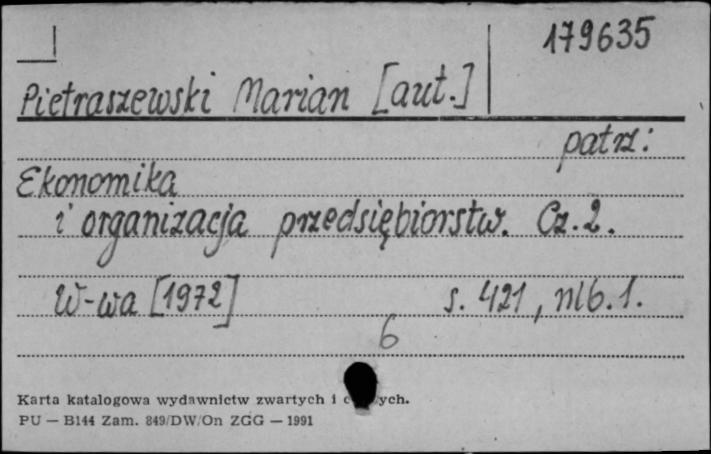 179635
Pietraszewski Marian [aut.]
patrz:
Ekonomika
i organizacja przedsiębiorstw. Cz. 2.
W-wa [1972] s. 421, nlb. 1.
6
Karta katalogowa wydawnictw zwartych i
PU — B144 Zam. 849/DW/On ZGG — 1991